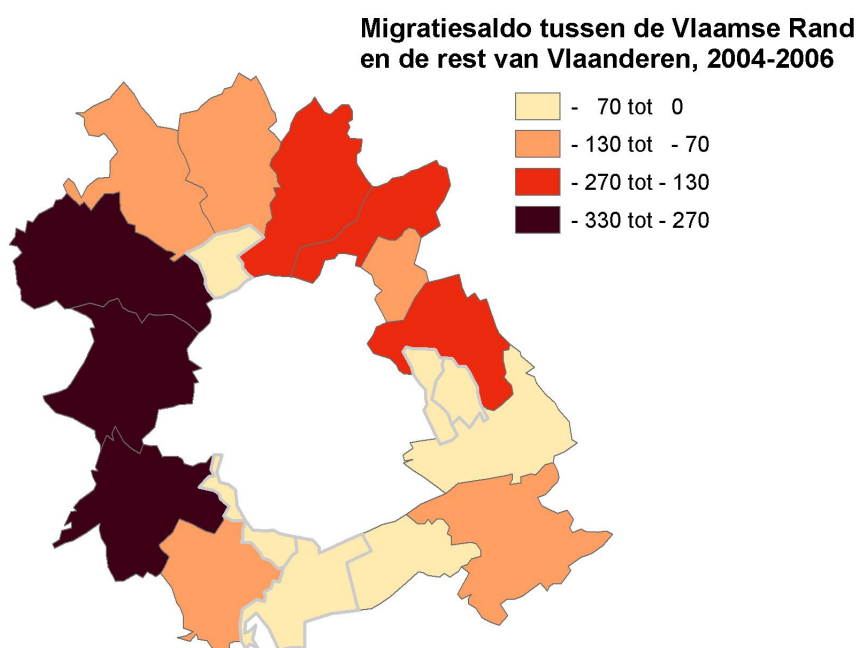 Migratiesaldo tussen de Vlaamse Rand
en de rest van Vlaanderen, 2004-2006
- 70 tot 0
- 130 tot - 70
- 270 tot - 130
- 330 tot - 270